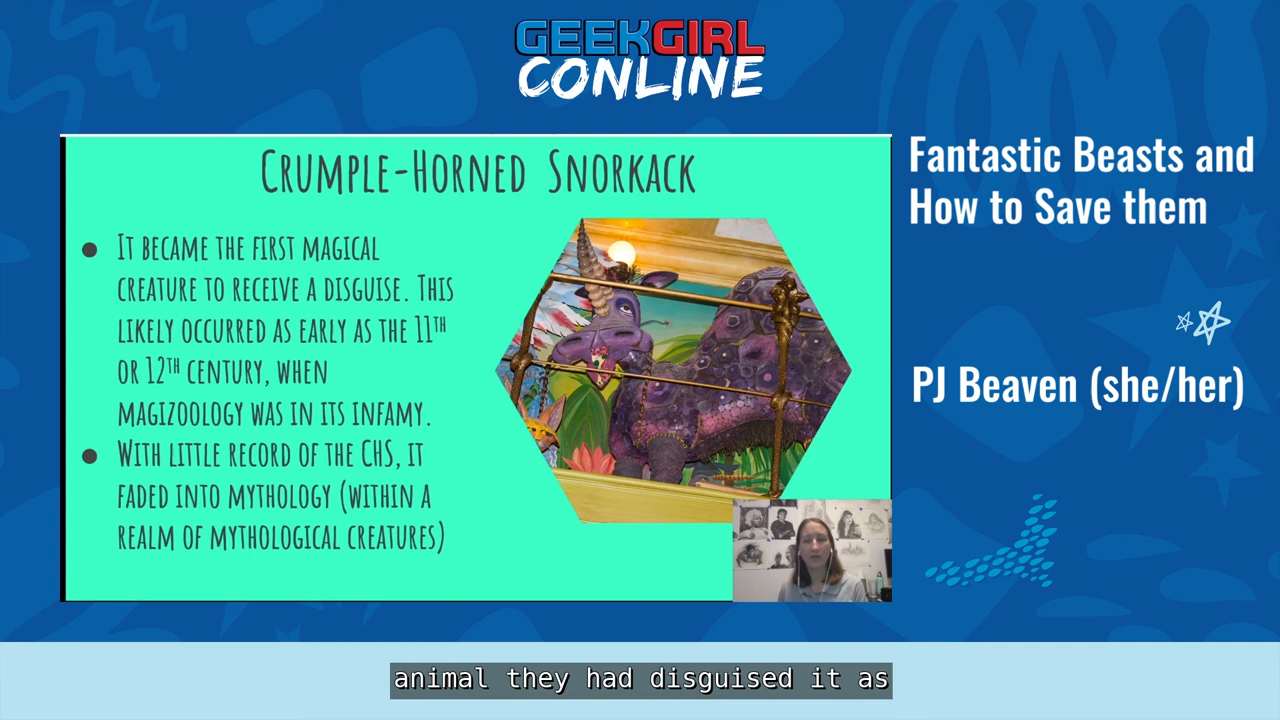 GEEKGIRL
CONLINE
Crumple-Horned Snorkack
● It became the first magical
creature to receive a disguise. This
likely occurred as early as the 11th
or 12th century, when
magizoology was in its infamy.
● With little record of the CHS, it
faded into mythology (within a
realm of mythological creatures)
Fantastic Beasts and
How to Save them
PJ Beaven (she/her)
animal they had disguised it as